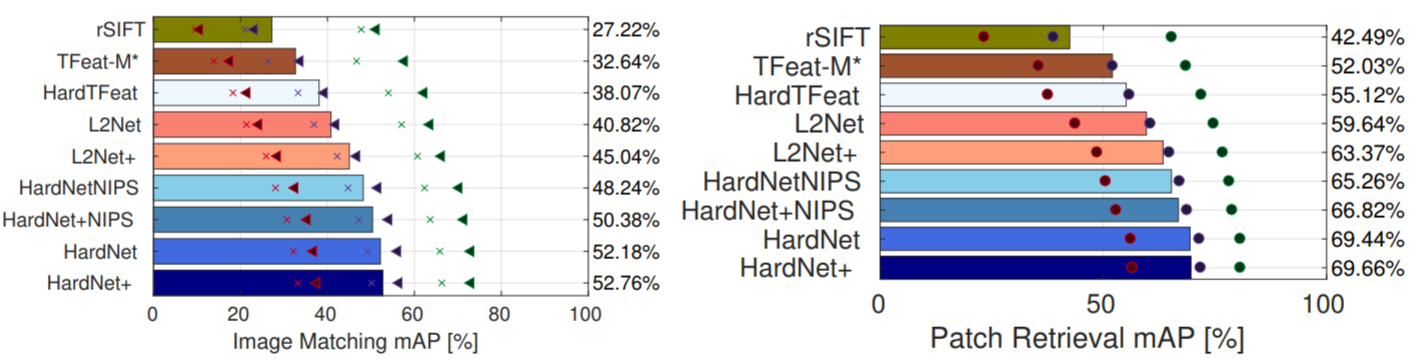 rSIFT 27.22%
TFeat-M* 32.64%
HardTFeat 38.07%
L2Net 40.82%
L2Net+ 45.04%
HardNetNIPS 48.24%
HardNet+NIPS 50.38%
HardNet 52.18%
HardNet+ 52.76%
0 20 40 60 80 100
Image Matching mAP [%]
rSIFT 42.49%
TFeat-M* 52.03%
HardTFeat 55.12%
L2Net 59.64%
L2Net+ 63.37%
HardNetNIPS 65.26%
HardNet+NIPS 66.82%
HardNet 69.44%
HardNet+ 69.66%
0 50 100
Patch Retrieval mAP [%]